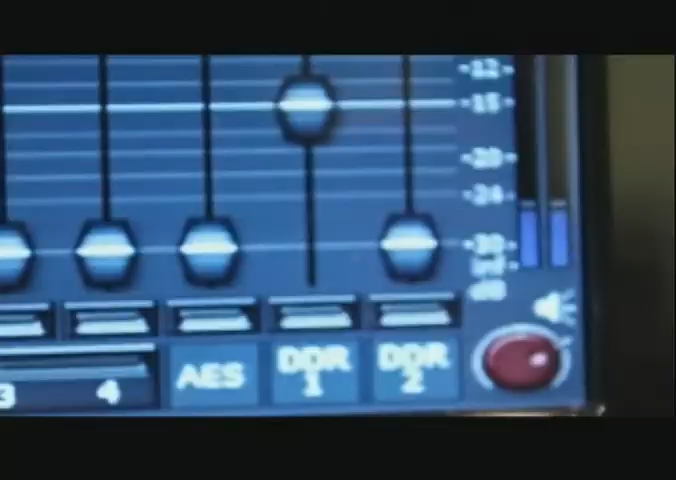 -12-
-15-
-20-
-24-
-30-
dB
3
4
AES
DDR
1
DDR
2